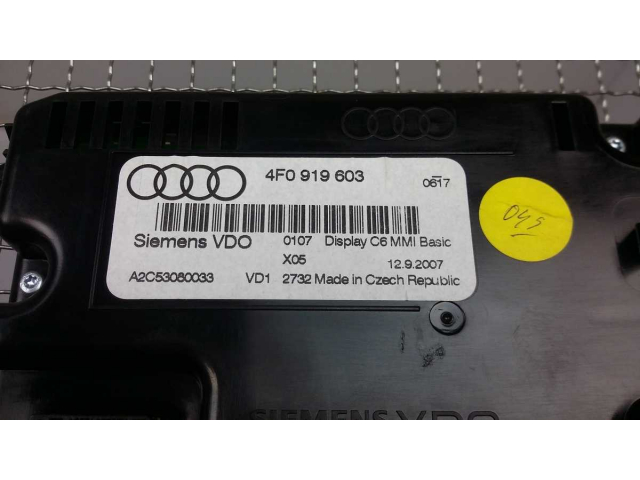 4F0 919 603
0617
Siemens VDO 0107 Display C6 MMI Basic
X05 12.9.2007
A2C53080033 VD1 2732 Made in Czech Republic
SIEMENS VDO